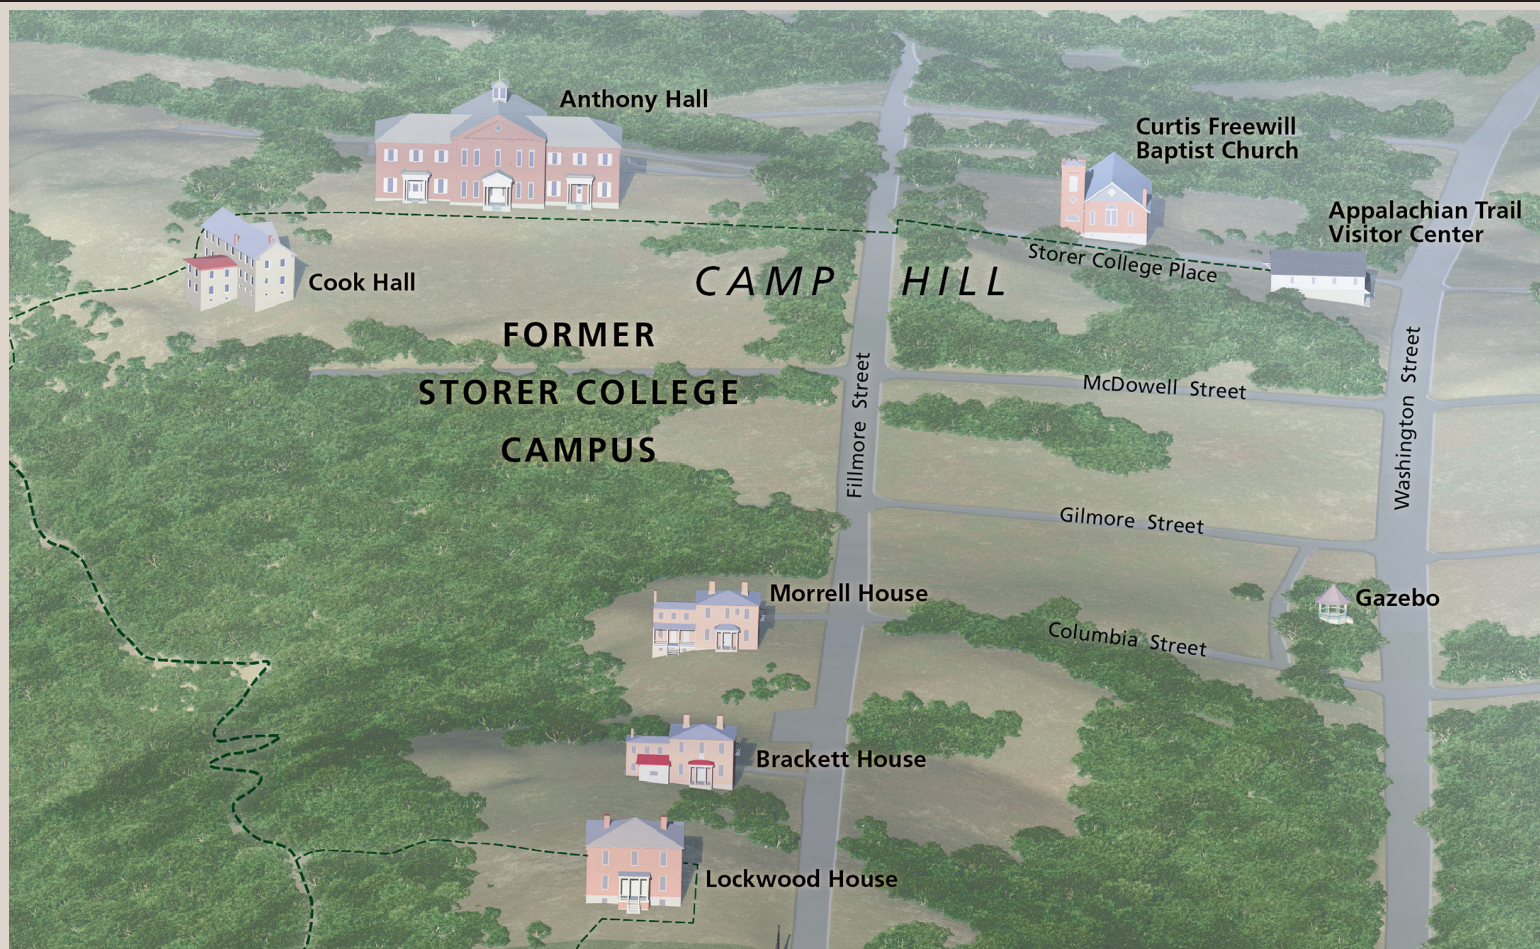 Anthony Hall
Curtis Freewill
Baptist Church
Appalachian Trail
Visitor Center
Storer College Place
Cook Hall
CAMP HILL
FORMER
STORER COLLEGE
CAMPUS
Fillmore Street
McDowell Street
Washington Street
Gilmore Street
Morrell House
Gazebo
Columbia Street
Brackett House
Lockwood House